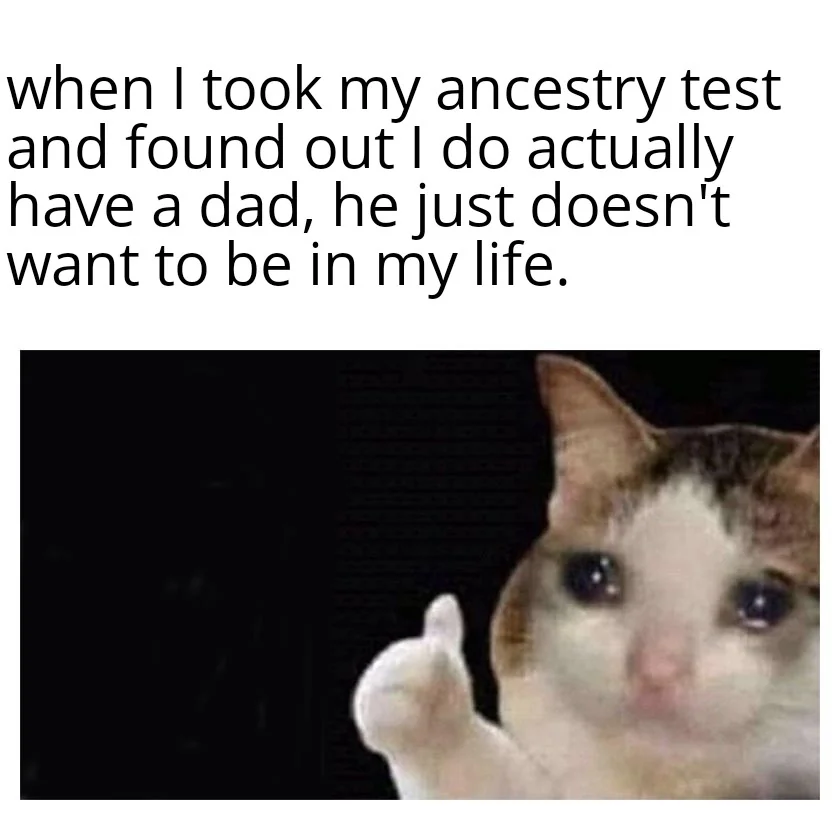 when I took my ancestry test
and found out I do actually
have a dad, he just doesn't
want to be in my life.